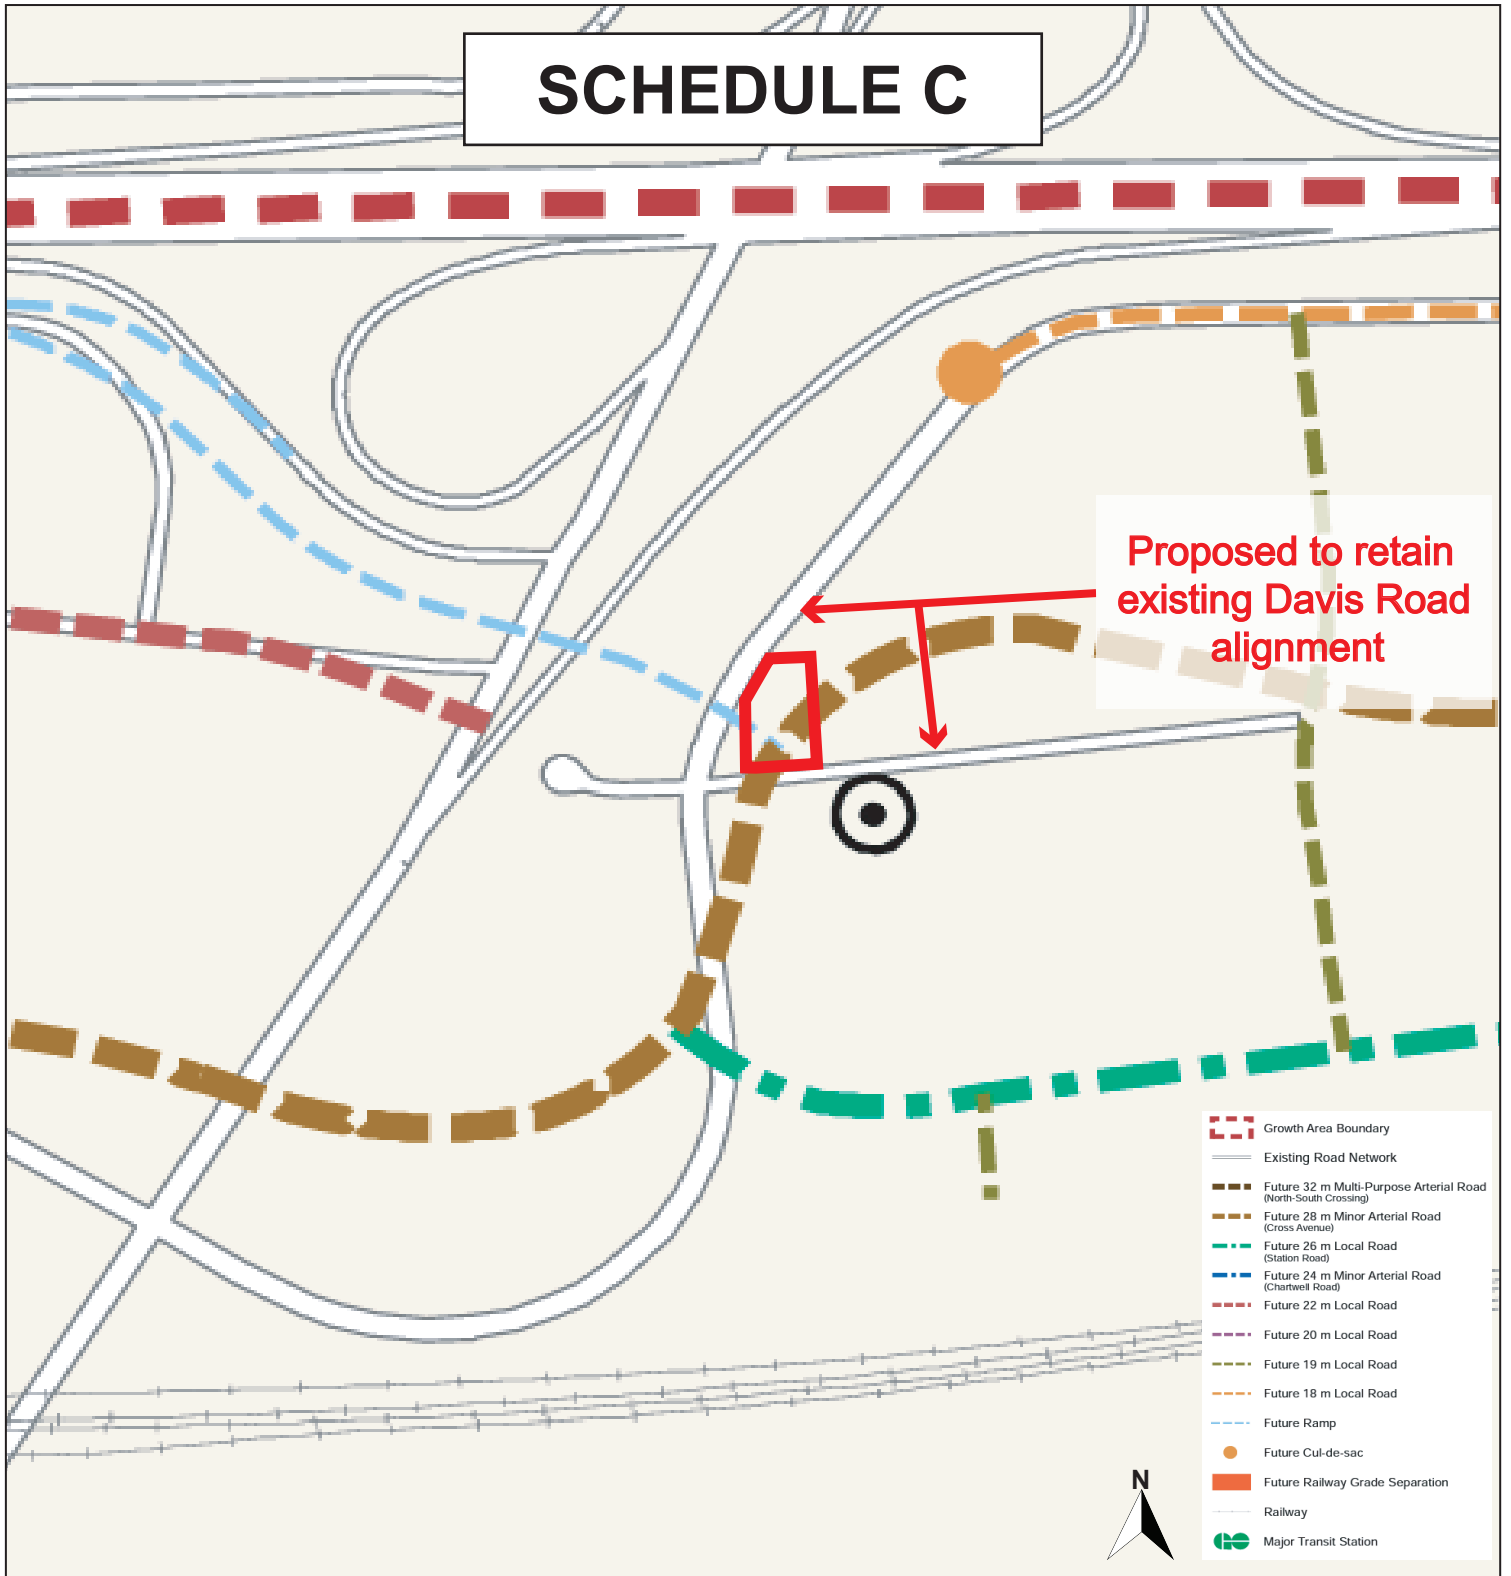 SCHEDULE C
Proposed to retain
existing Davis Road
alignment
Growth Area Boundary
Existing Road Network
Future 32 m Multi-Purpose Arterial Road
(North-South Crossing)
Future 28 m Minor Arterial Road
(Cross Avenue)
Future 26 m Local Road
(Station Road)
Future 24 m Minor Arterial Road
(Chartwell Road)
Future 22 m Local Road
Future 20 m Local Road
Future 19 m Local Road
Future 18 m Local Road
Future Ramp
Future Cul-de-sac
Future Railway Grade Separation
Railway
GO Major Transit Station
N